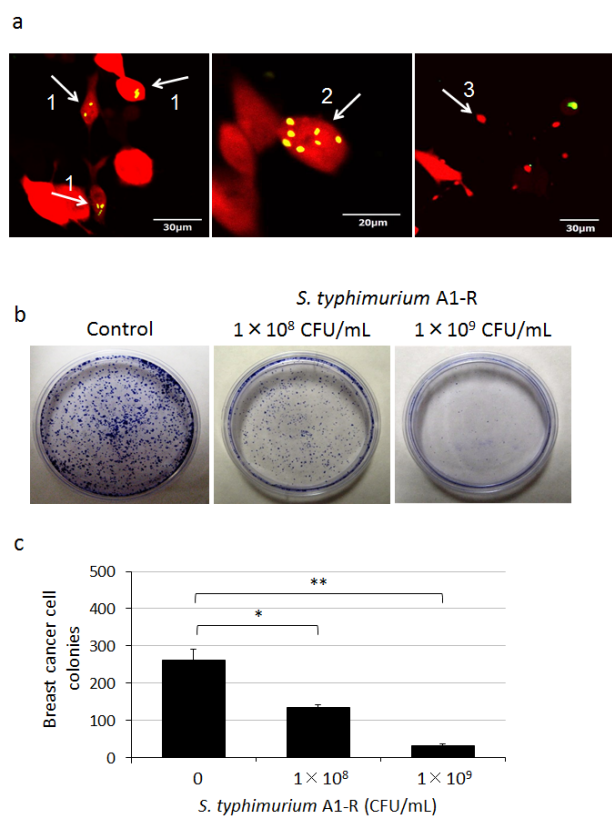 a
1
1
1
30μm
2
20μm
3
30μm
b
S. typhimurium A1-R
Control
1×10⁸ CFU/mL
1×10⁹ CFU/mL
c
Breast cancer cell
colonies
500
400
300
200
100
0
**
*
0
1×10⁸
1×10⁹
S. typhimurium A1-R (CFU/mL)